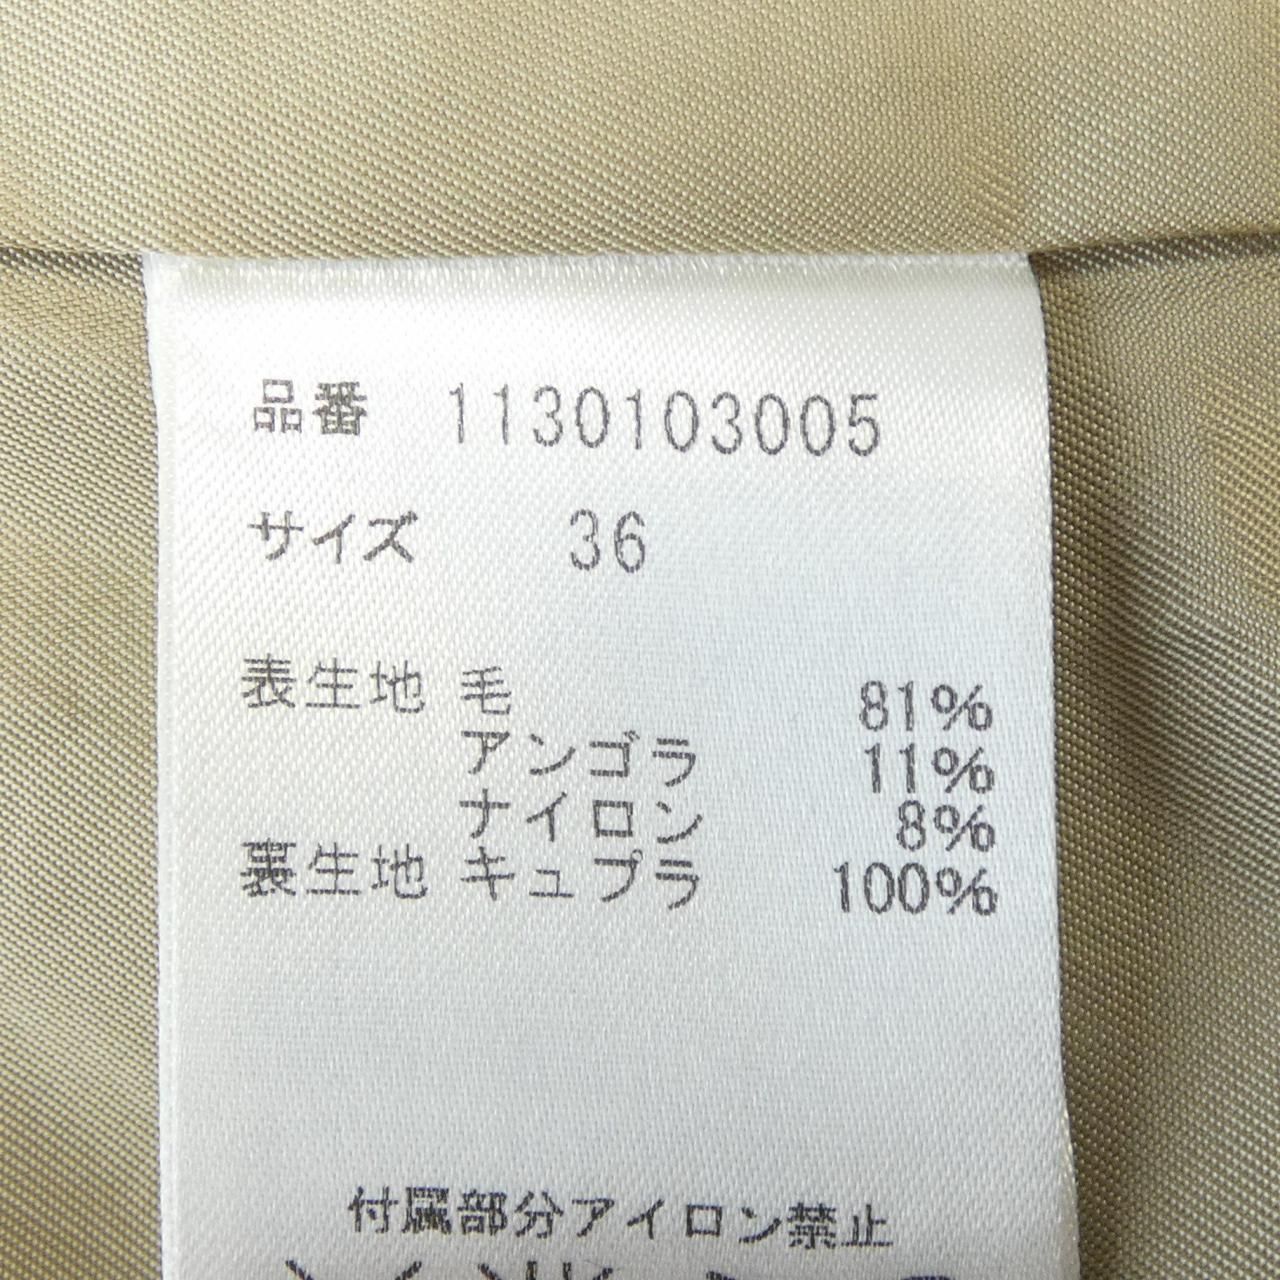 品番 1130103005
サイズ 36
表生地 毛 81%
アンゴラ 11%
ナイロン 8%
裏生地 キュプラ 100%
付属部分アイロン禁止